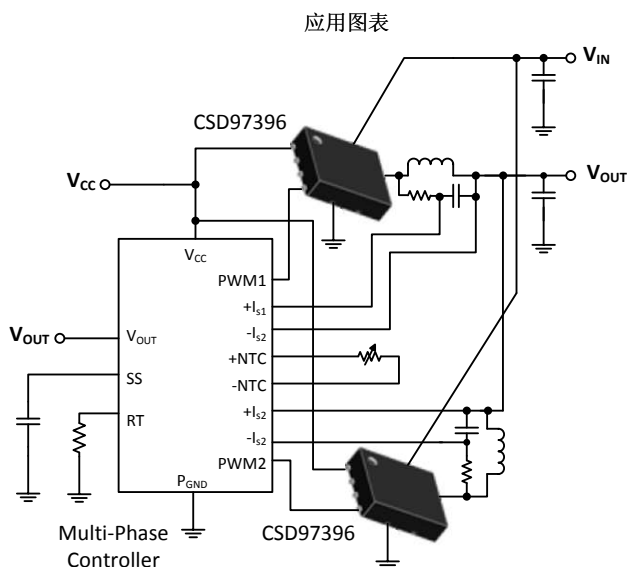 应用图表
VIN
CSD97396
VCC
VOUT
VCC
PWM1
+Is1
-Is2
VOUT
VOUT
+NTC
-NTC
SS
+Is2
RT
-Is2
PWM2
PGND
CSD97396
Multi-Phase
Controller